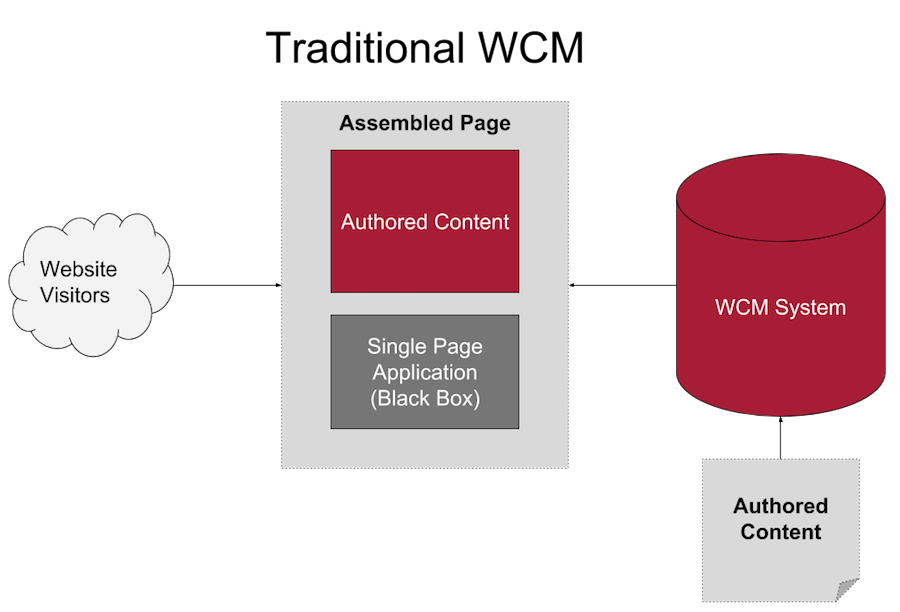 Traditional WCM
Assembled Page
Authored Content
Website
Visitors
WCM System
Single Page
Application
(Black Box)
Authored
Content